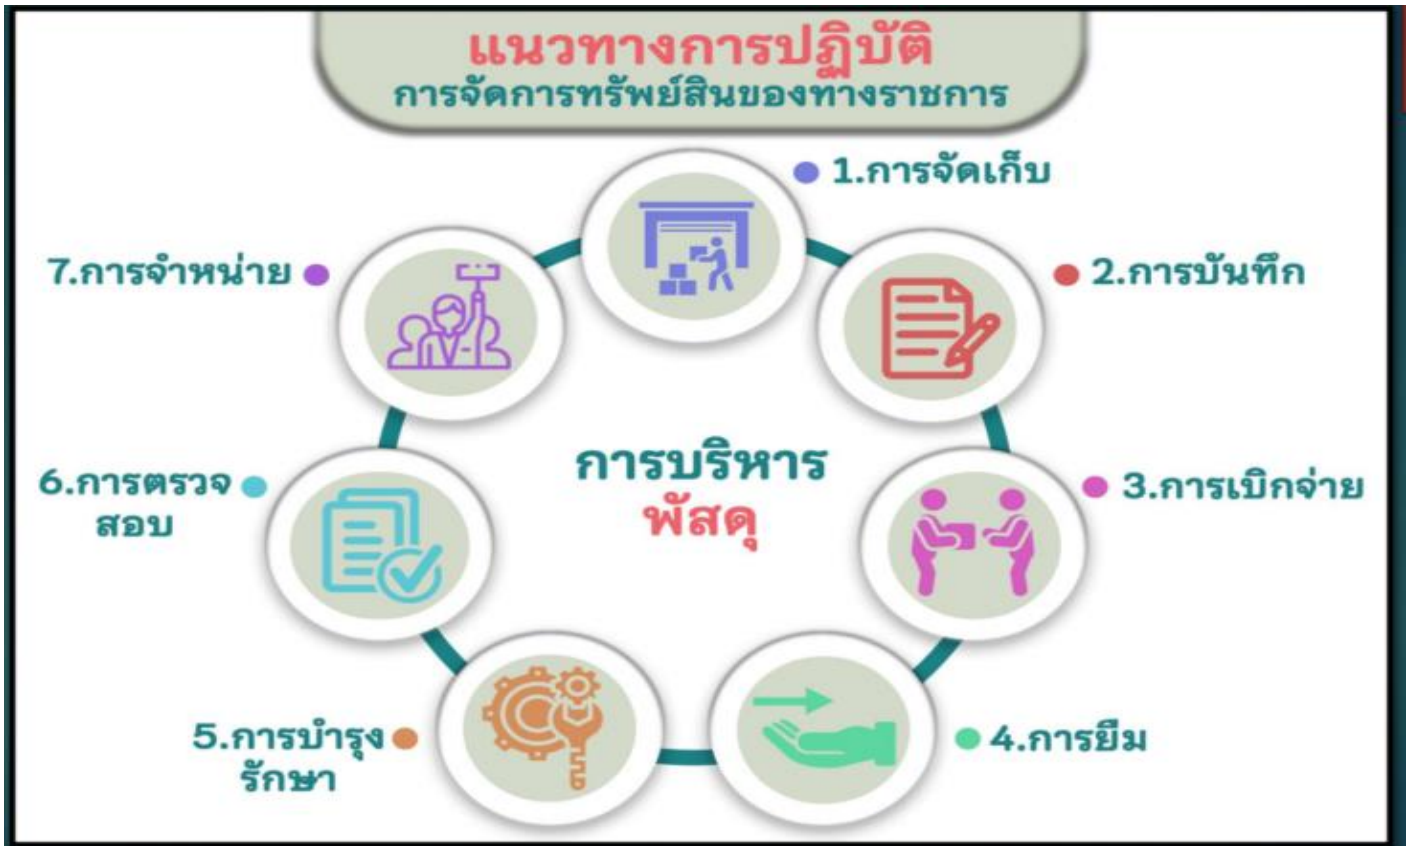 แนวทางการปฏิบัติ
การจัดการทรัพย์สินของทางราชการ
1.การจัดเก็บ
2.การบันทึก
3.การเบิกจ่าย
4.การยืม
5.การบำรุง
รักษา
6.การตรวจ
สอบ
7.การจำหน่าย
การบริหาร
พัสดุ